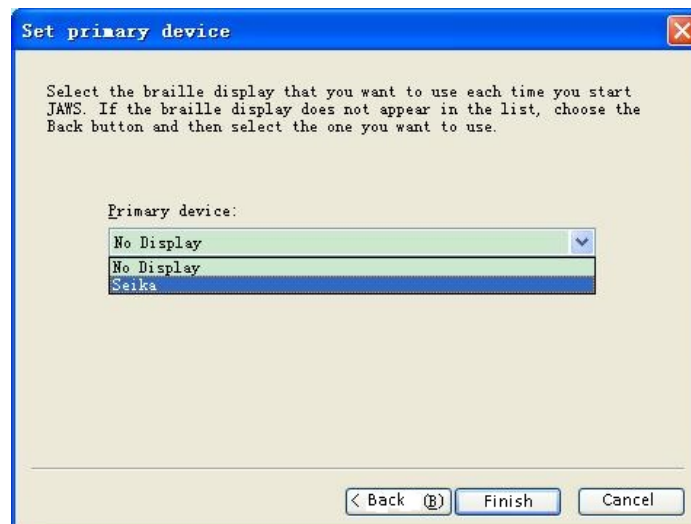 Set primary device
Select the braille display that you want to use each time you start
JAWS. If the braille display does not appear in the list, choose the
Back button and then select the one you want to use.
Primary device:
No Display
No Display
Seika
< Back (B) Finish Cancel